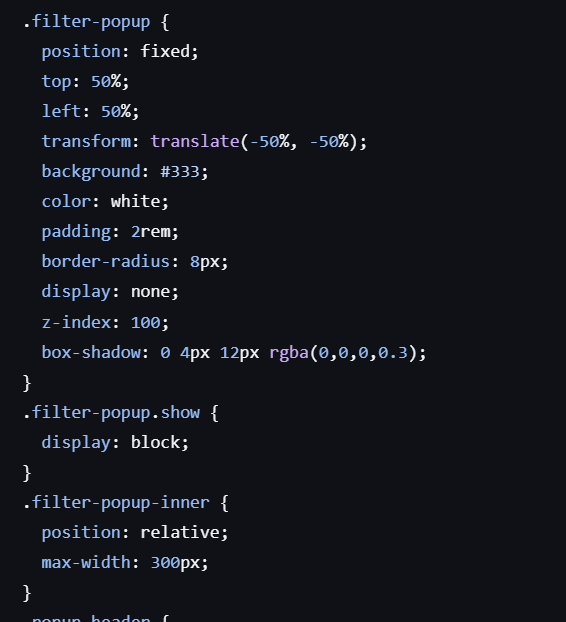 .filter-popup {
  position: fixed;
  top: 50%;
  left: 50%;
  transform: translate(-50%, -50%);
  background: #333;
  color: white;
  padding: 2rem;
  border-radius: 8px;
  display: none;
  z-index: 100;
  box-shadow: 0 4px 12px rgba(0,0,0,0.3);
}
.filter-popup.show {
  display: block;
}
.filter-popup-inner {
  position: relative;
  max-width: 300px;
}
.popup-header {